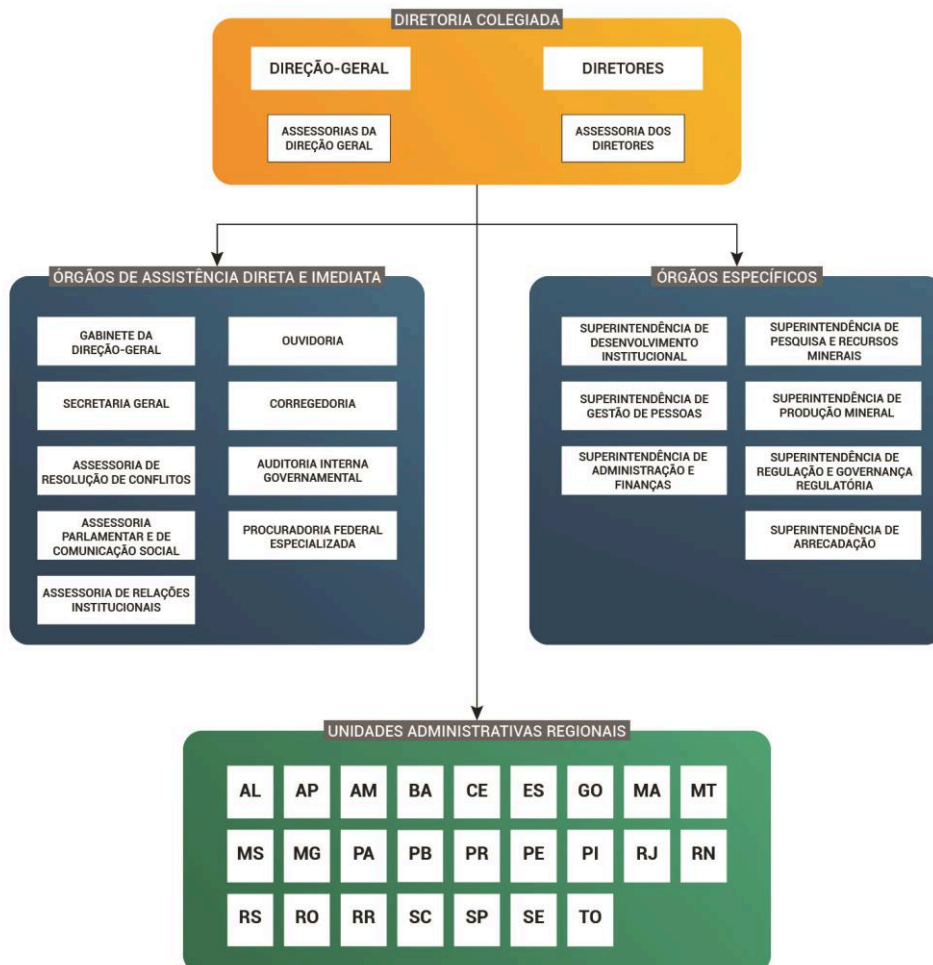 DIRETORIA COLEGIADA
DIREÇÃO-GERAL
DIRETORES
ASSESSORIAS DA
DIREÇÃO GERAL
ASSESSORIA DOS
DIRETORES
ÓRGÃOS DE ASSISTÊNCIA DIRETA E IMEDIATA
GABINETE DA
DIREÇÃO-GERAL
OUVIDORIA
SECRETARIA GERAL
CORREGEDORIA
ASSESSORIA DE
RESOLUÇÃO DE CONFLITOS
AUDITORIA INTERNA
GOVERNAMENTAL
ASSESSORIA
PARLAMENTAR E DE
COMUNICAÇÃO SOCIAL
PROCURADORIA FEDERAL
ESPECIALIZADA
ASSESSORIA DE RELAÇÕES
INSTITUCIONAIS
ÓRGÃOS ESPECÍFICOS
SUPERINTENDÊNCIA DE
DESENVOLVIMENTO
INSTITUCIONAL
SUPERINTENDÊNCIA DE
PESQUISA E RECURSOS
MINERAIS
SUPERINTENDÊNCIA DE
GESTÃO DE PESSOAS
SUPERINTENDÊNCIA DE
PRODUÇÃO MINERAL
SUPERINTENDÊNCIA DE
ADMINISTRAÇÃO E
FINANÇAS
SUPERINTENDÊNCIA DE
REGULAÇÃO E GOVERNANÇA
REGULATÓRIA
SUPERINTENDÊNCIA DE
ARRECADAÇÃO
UNIDADES ADMINISTRATIVAS REGIONAIS
AL AP AM BA CE ES GO MA MT
MS MG PA PB PR PE PI RJ RN
RS RO RR SC SP SE TO